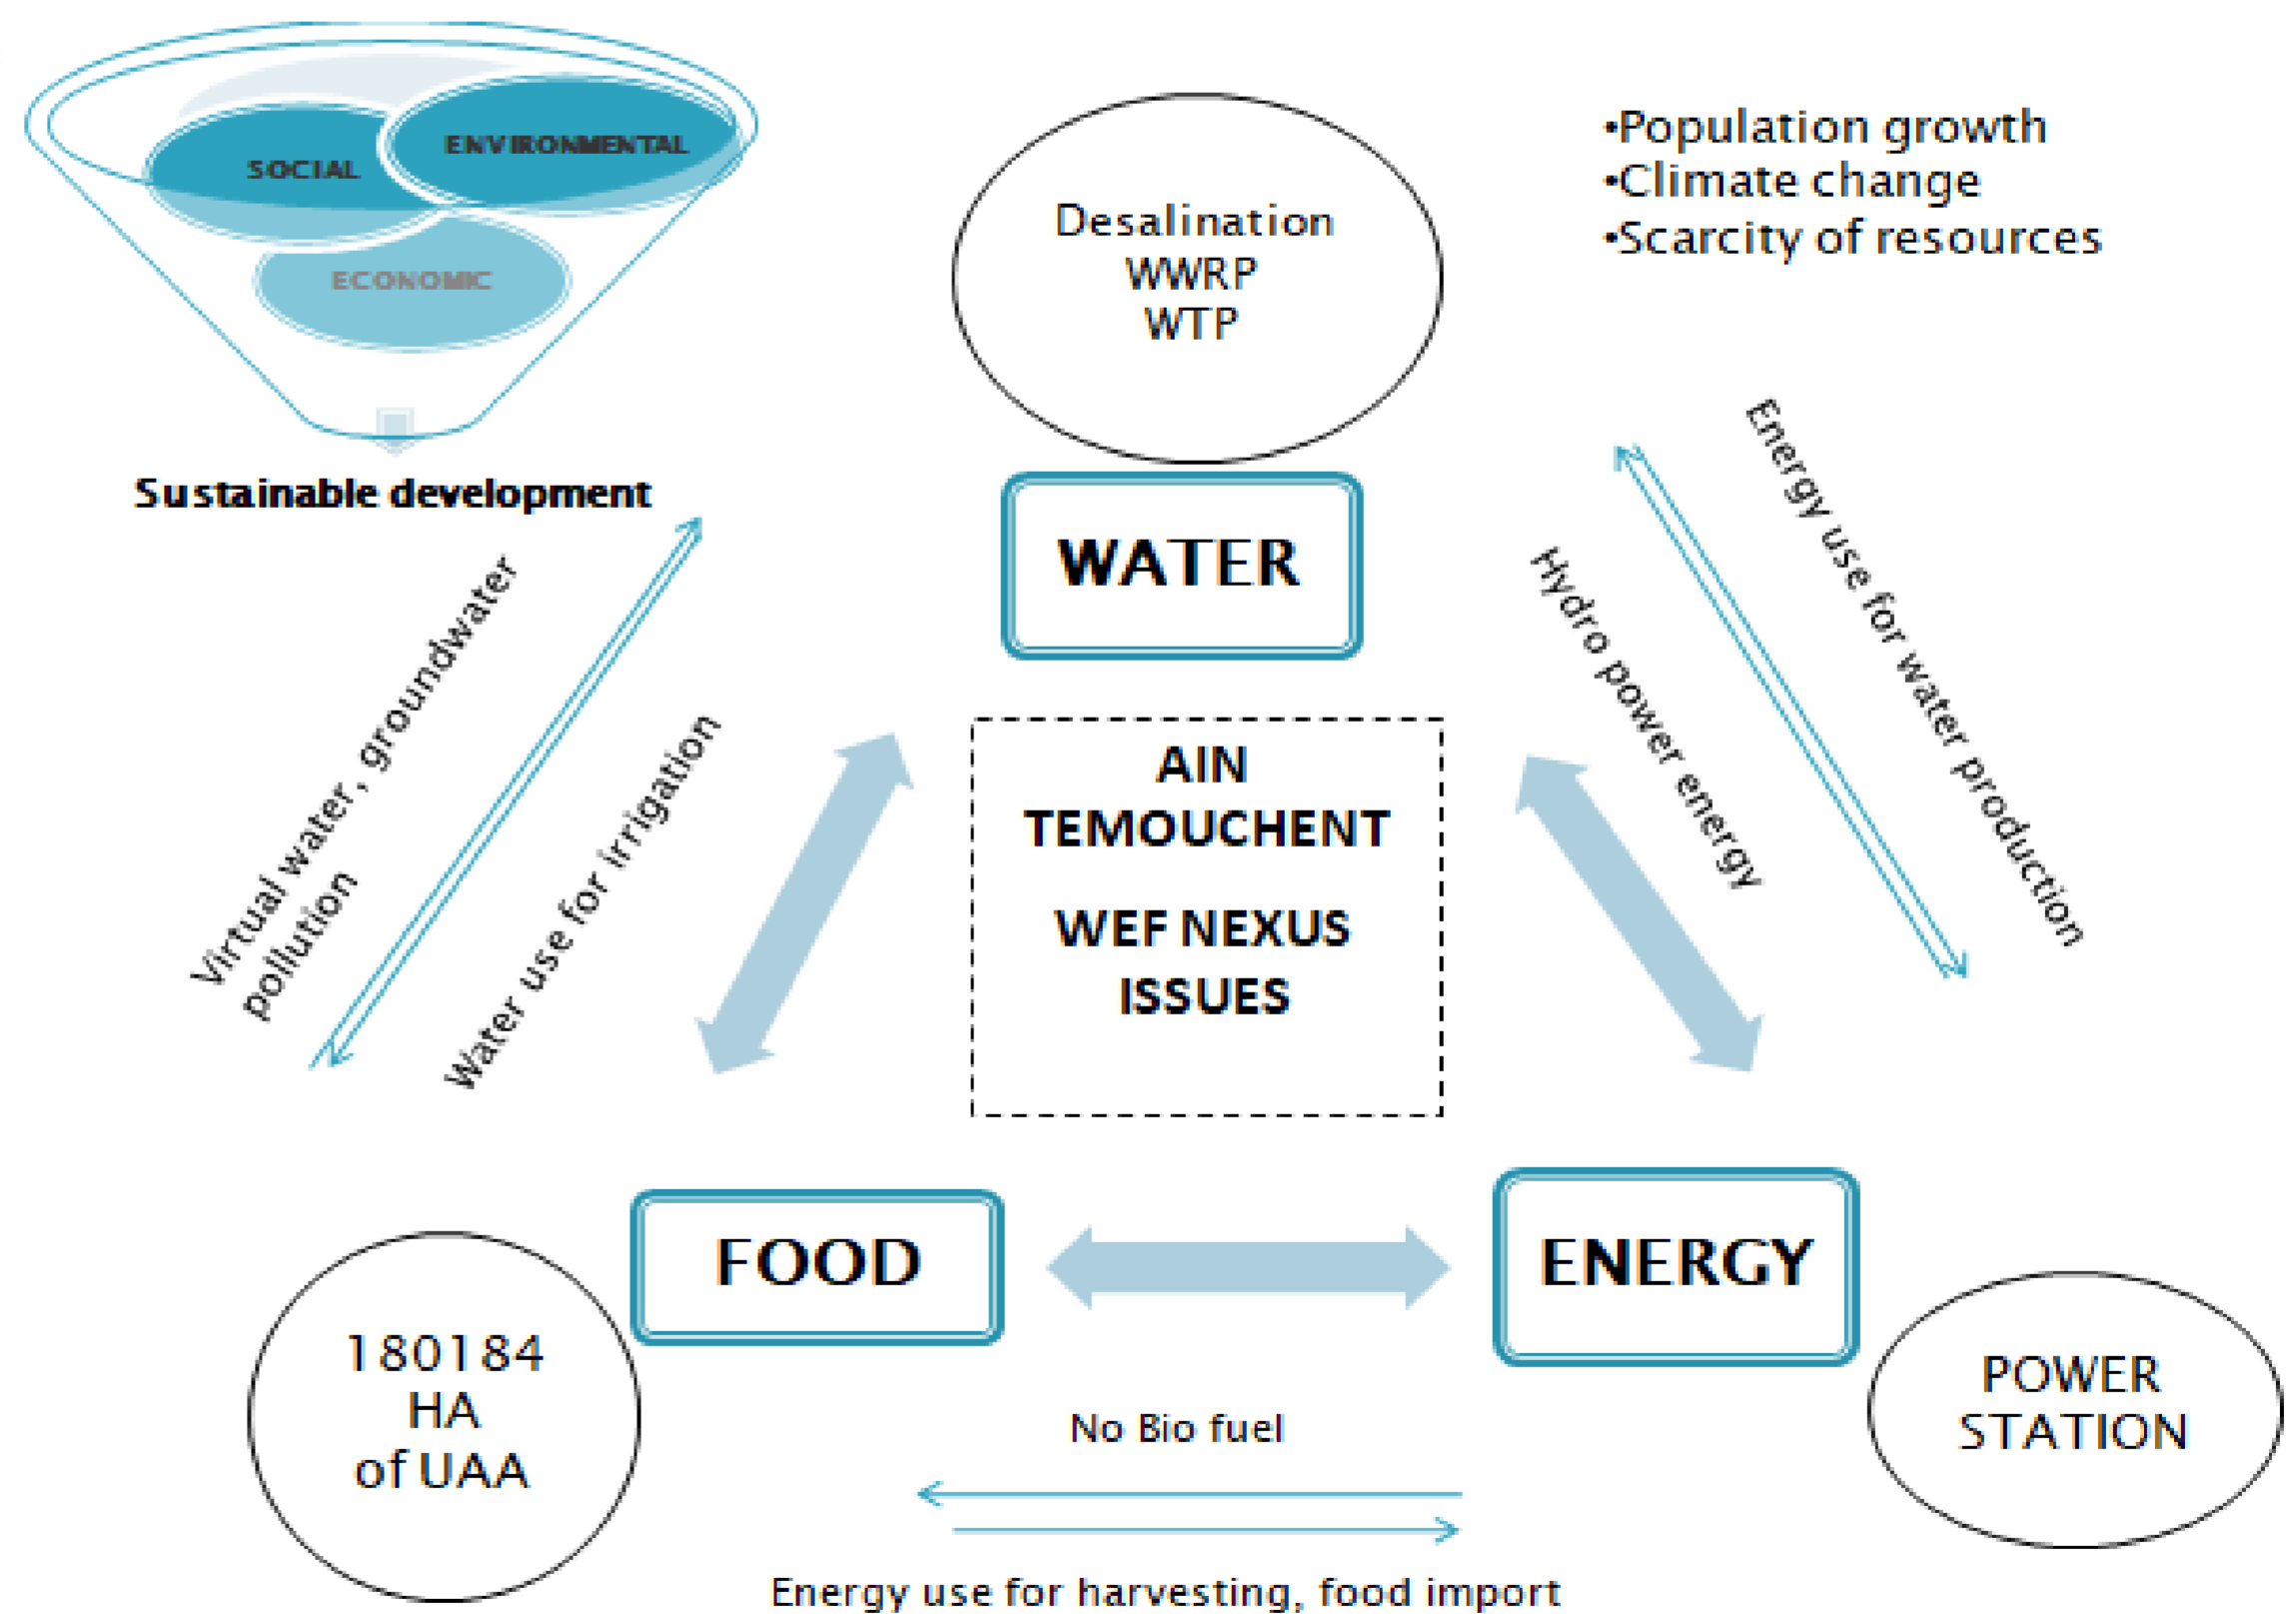 SOCIAL
ENVIRONMENTAL
ECONOMIC
Sustainable development
Desalination
WWRP
WTP
•Population growth
•Climate change
•Scarcity of resources
WATER
Virtual water, groundwater
pollution
Water use for irrigation
Hydro power energy
Energy use for water production
AIN
TEMOUCHENT
WEF NEXUS
ISSUES
FOOD
ENERGY
180184
HA
of UAA
POWER
STATION
No Bio fuel
Energy use for harvesting, food import